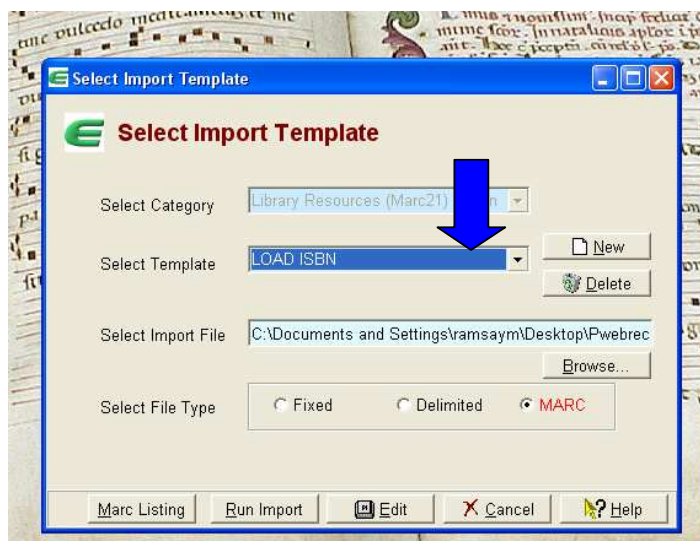 Select Import Template
Select Import Template
Select Category
Library Resources (Marc21)
Select Template
LOAD ISBN
New
Delete
Select Import File
C:\Documents and Settings\ramsaym\Desktop\Pwebrec
Browse...
Select File Type
Fixed Delimited MARC
Marc Listing Run Import Edit Cancel Help